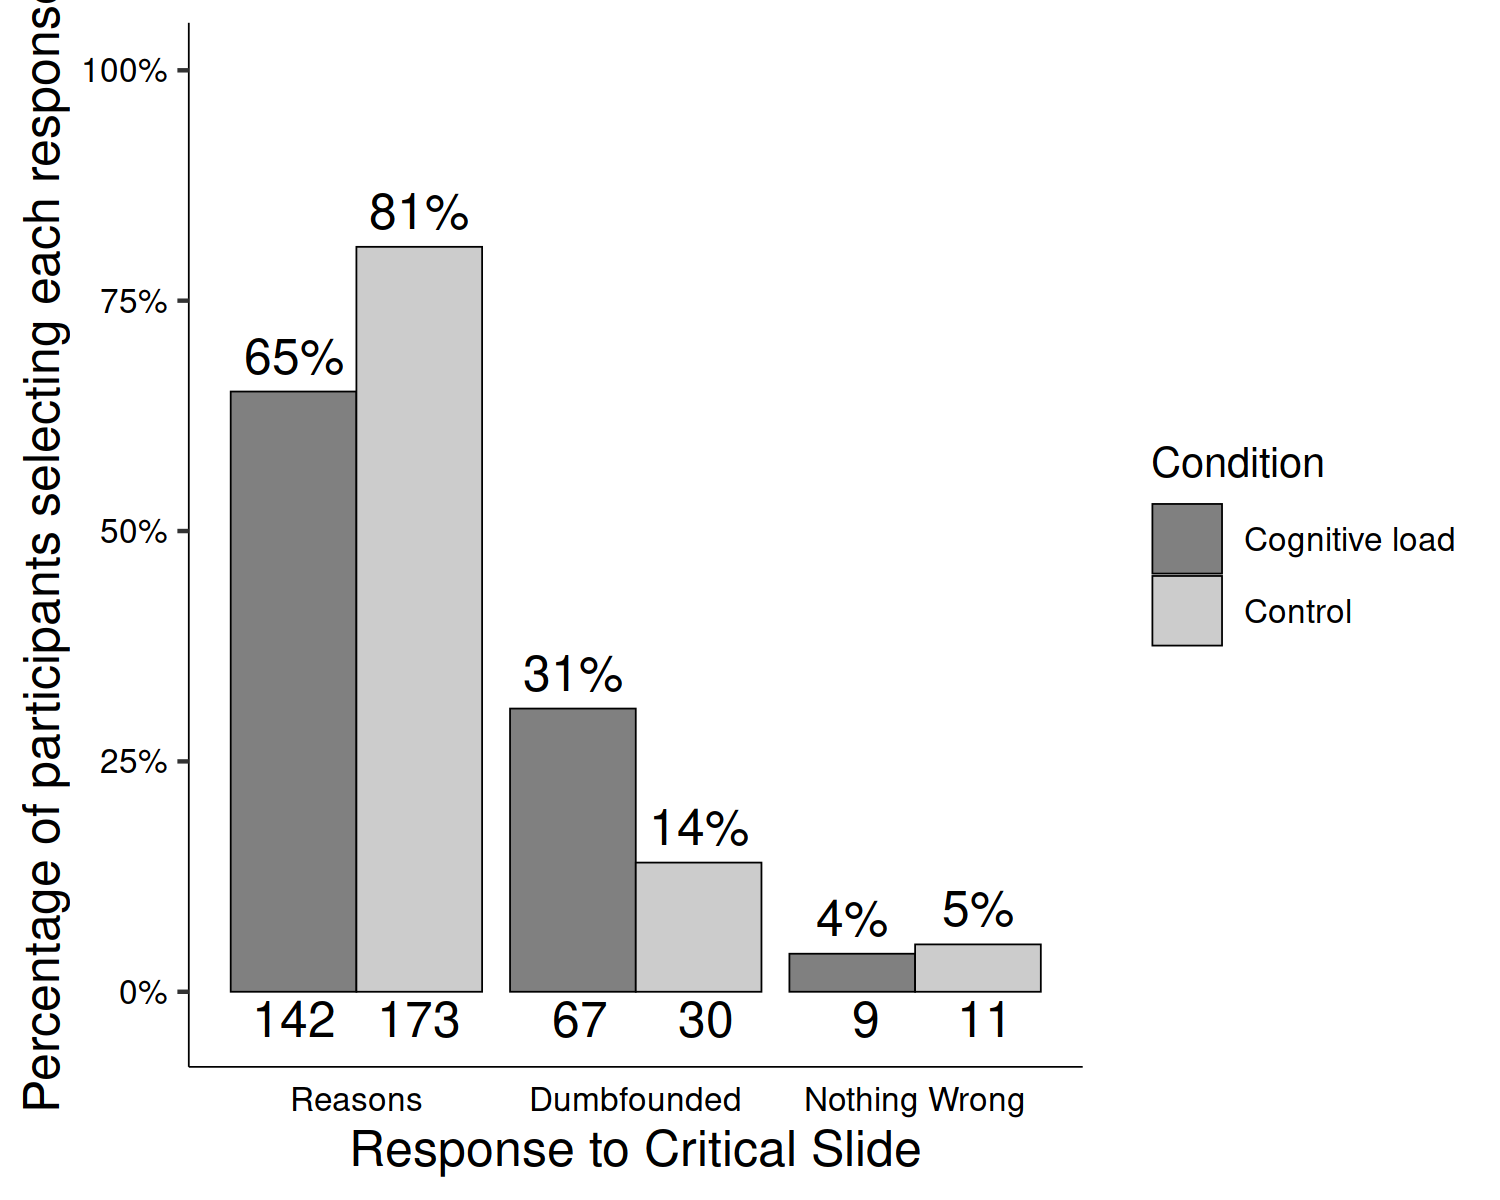 Percentage of participants selecting each response
100%
75%
50%
25%
0%
65%
81%
31%
14%
4%
5%
142 173 67 30 9 11
Reasons Dumbfounded Nothing Wrong
Response to Critical Slide
Condition
Cognitive load
Control